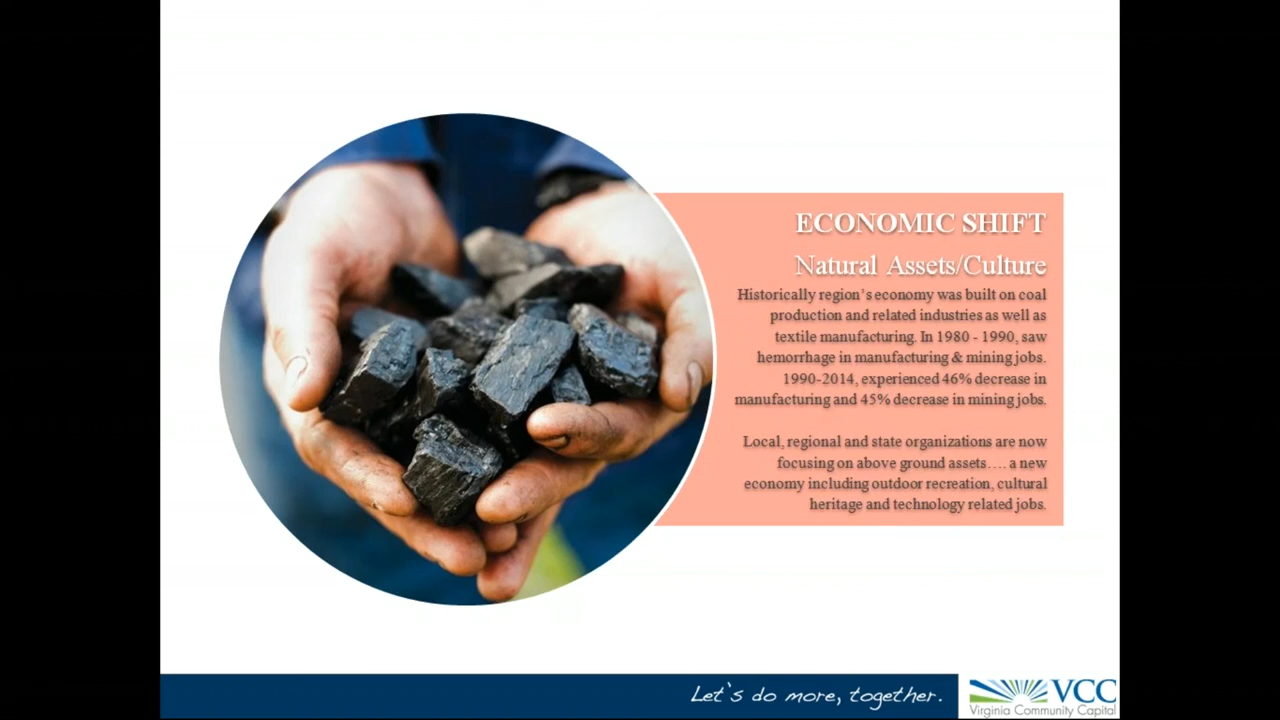 ECONOMIC SHIFT
Natural Assets/Culture
Historically region's economy was built on coal
production and related industries as well as
textile manufacturing. In 1980 - 1990, saw
hemorrhage in manufacturing & mining jobs.
1990-2014, experienced 46% decrease in
manufacturing and 45% decrease in mining jobs.
Local, regional and state organizations are now
focusing on above ground assets…. a new
economy including outdoor recreation, cultural
heritage and technology related jobs.
Let's do more, together.
VCC
Virginia Community Capital